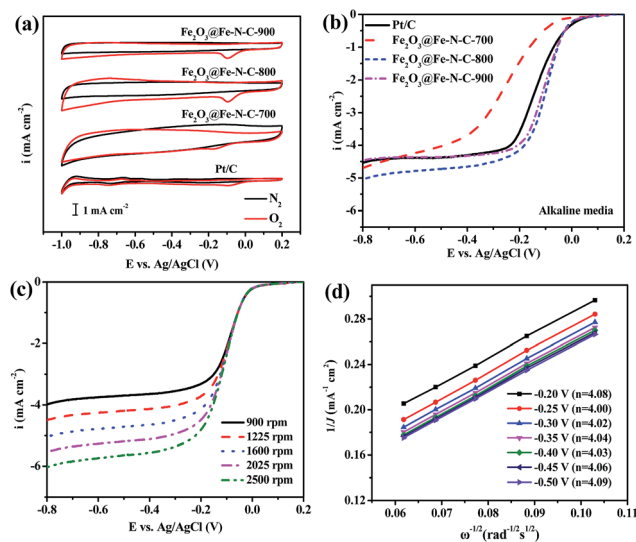 (a)
Fe2O3@Fe-N-C-900
Fe2O3@Fe-N-C-800
Fe2O3@Fe-N-C-700
Pt/C
1 mA cm-2
N2
O2
i (mA cm-2)
-1.0 -0.8 -0.6 -0.4 -0.2 0.0 0.2
E vs. Ag/AgCl (V)
(b)
Pt/C
Fe2O3@Fe-N-C-700
Fe2O3@Fe-N-C-800
Fe2O3@Fe-N-C-900
0
-1
-2
-3
-4
-5
-6
i (mA cm-2)
Alkaline media
-0.8 -0.6 -0.4 -0.2 0.0 0.2
E vs. Ag/AgCl (V)
(c)
0
-2
-4
-6
i (mA cm-2)
900 rpm
1225 rpm
1600 rpm
2025 rpm
2500 rpm
-0.8 -0.6 -0.4 -0.2 0.0 0.2
E vs. Ag/AgCl (V)
(d)
0.28
0.24
0.20
0.16
0.12
1/J (mA-1 cm2)
-0.20 V (n=4.08)
-0.25 V (n=4.00)
-0.30 V (n=4.02)
-0.35 V (n=4.04)
-0.40 V (n=4.03)
-0.45 V (n=4.06)
-0.50 V (n=4.09)
0.06 0.07 0.08 0.09 0.10 0.11
ω-1/2(rad-1/2s1/2)